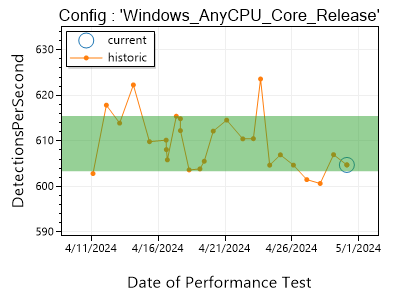 Config : 'Windows_AnyCPU_Core_Release'
current
historic
DetectionsPerSecond
630
620
610
600
590
4/11/2024
4/16/2024
4/21/2024
4/26/2024
5/1/2024
Date of Performance Test